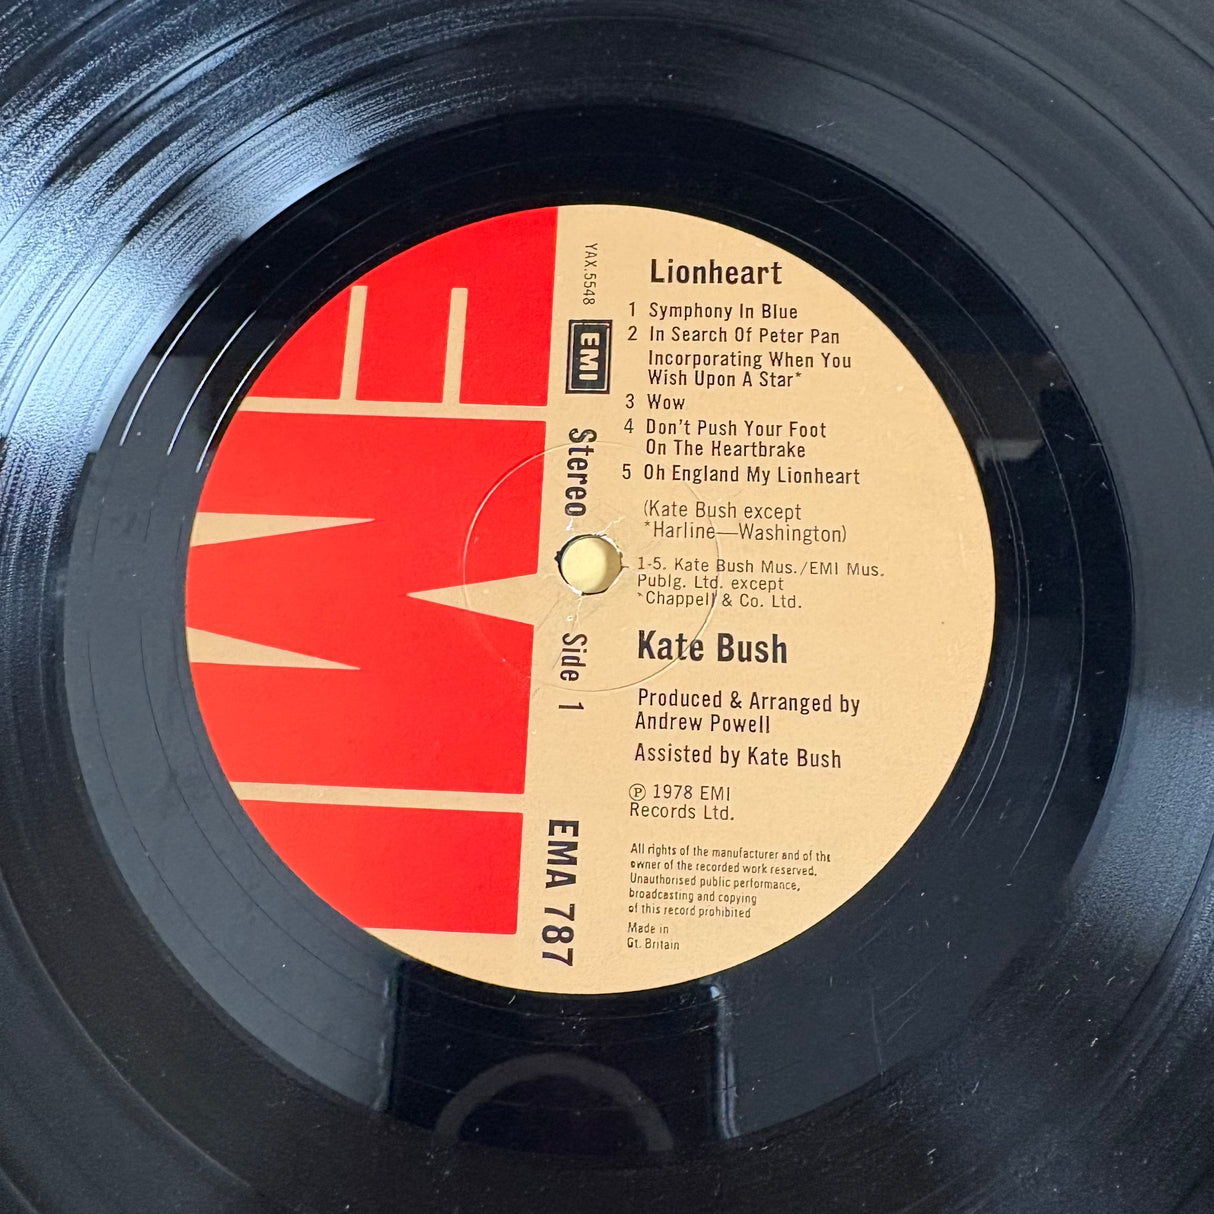 YAX.5548
EMI
Stereo
Side 1
EMA 787
EMI
Lionheart
1 Symphony In Blue
2 In Search Of Peter Pan
Incorporating When You
Wish Upon A Star*
3 Wow
4 Don't Push Your Foot
On The Heartbrake
5 Oh England My Lionheart
(Kate Bush except
*Harline—Washington)
1-5. Kate Bush Mus./EMI Mus.
Publg. Ltd. except
*Chappell & Co. Ltd.
Kate Bush
Produced & Arranged by
Andrew Powell
Assisted by Kate Bush
℗ 1978 EMI
Records Ltd.
All rights of the manufacturer and of the
owner of the recorded work reserved.
Unauthorised public performance,
broadcasting and copying
of this record prohibited
Made in
Gt. Britain